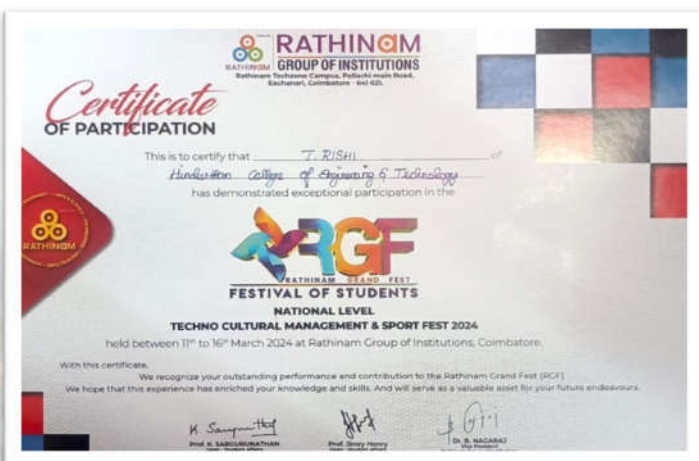 RATHINAM
RATHINAM
GROUP OF INSTITUTIONS
Rathinam Techzone Campus, Pollachi main Road,
Eachanari, Coimbatore - 641 021.
Certificate
OF PARTICIPATION
This is to certify that T. RISHI of
Hindusthan College of Engineering & Technology
has demonstrated exceptional participation in the
RATHINAM
RGF
RATHINAM GRAND FEST
FESTIVAL OF STUDENTS
NATIONAL LEVEL
TECHNO CULTURAL MANAGEMENT & SPORT FEST 2024
held between 11th to 16th March 2024 at Rathinam Group of Institutions, Coimbatore.
With this certificate,
We recognize your outstanding performance and contribution to the Rathinam Grand Fest (RGF)
We hope that this experience has enriched your knowledge and skills. And will serve as a valuable asset for your future endeavours.
Prof. K. SABGURUNATHAN Prof. Henry Dr. B. NAGARAJ
Vice President